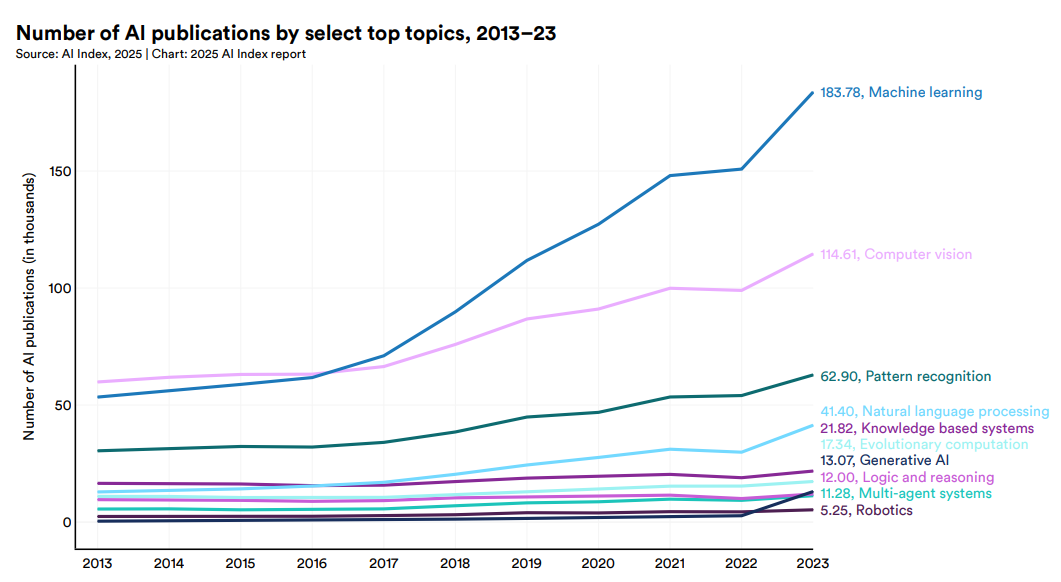 Number of AI publications by select top topics, 2013–23
Source: AI Index, 2025 | Chart: 2025 AI Index report
Number of AI publications (in thousands)
150
100
50
0
183.78, Machine learning
114.61, Computer vision
62.90, Pattern recognition
41.40, Natural language processing
21.82, Knowledge based systems
17.34, Evolutionary computation
13.07, Generative AI
12.00, Logic and reasoning
11.28, Multi-agent systems
5.25, Robotics
2013 2014 2015 2016 2017 2018 2019 2020 2021 2022 2023